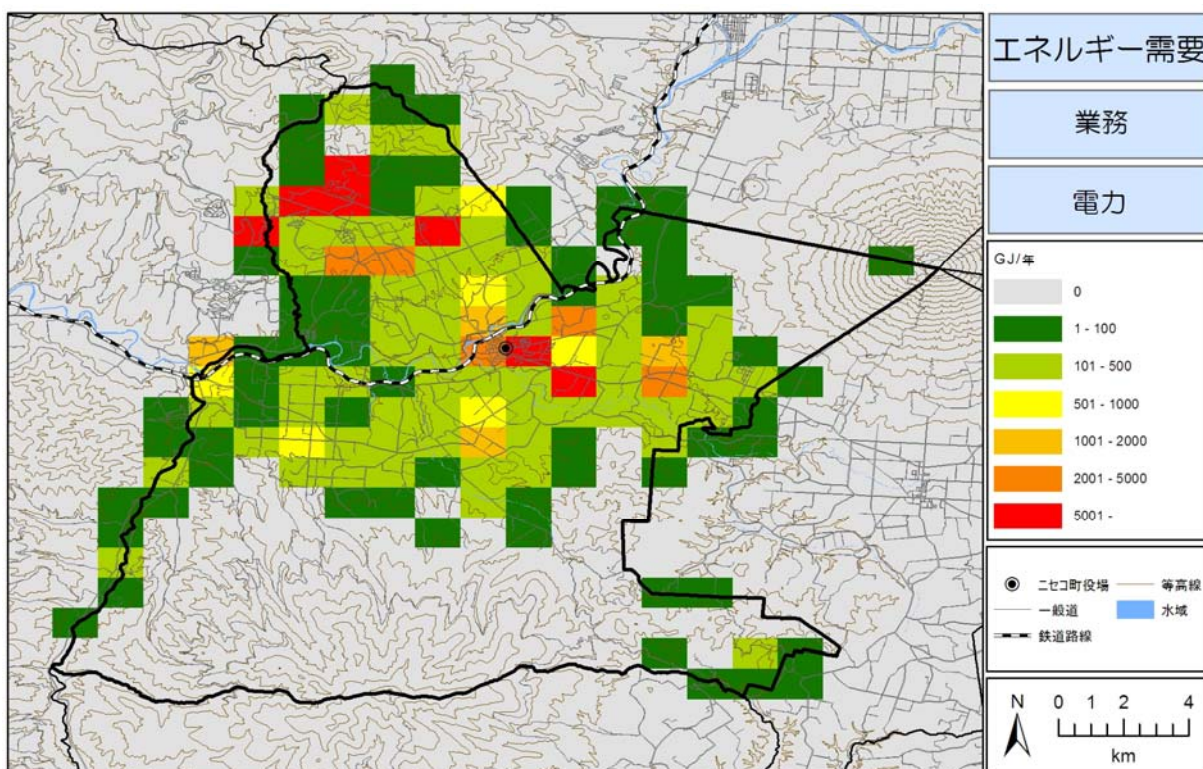 エネルギー需要
業務
電力
GJ/年
0
1 - 100
101 - 500
501 - 1000
1001 - 2000
2001 - 5000
5001 -
ニセコ町役場 等高線
一般道 水域
鉄道路線
N 0 1 2 4
km